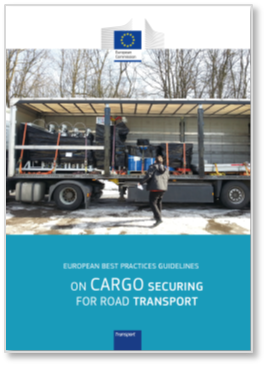 European
Commission
EUROPEAN BEST PRACTICES GUIDELINES
ON CARGO SECURING
FOR ROAD TRANSPORT
Transport